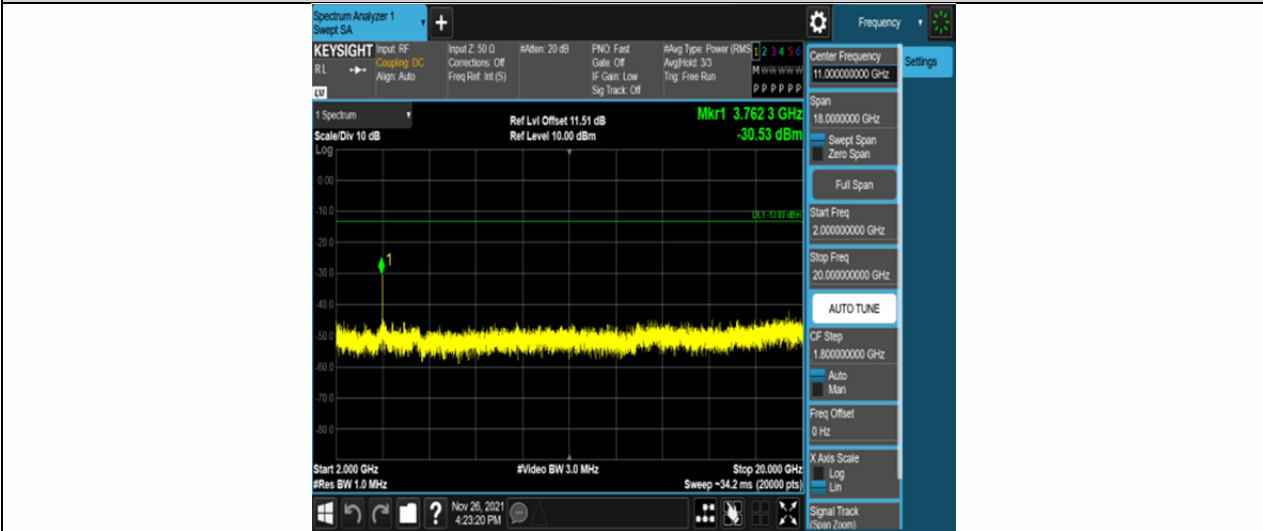 Spectrum Analyzer 1
Swept SA
+
Frequency
KEYSIGHT
RL
LV
Input: RF
Coupling: DC
Align: Auto
Input Z: 50 Ω
Corrections: Off
Freq Ref: Int (S)
#Atten: 20 dB
PNO: Fast
Gate: Off
IF Gain: Low
Sig Track: Off
#Avg Type: Power (RMS
Avg|Hold: 3/3
Trig: Free Run
1 2 3 4 5 6
M W W W W W
P P P P P P
1 Spectrum
Scale/Div 10 dB
Log
Ref Lvl Offset 11.51 dB
Ref Level 10.00 dBm
Mkr1 3.762 3 GHz
-30.53 dBm
0.00
-10.0
-20.0
-30.0
-40.0
-50.0
-60.0
-70.0
-80.0
DL1 -13.00 dBm
1
Start 2.000 GHz
#Res BW 1.0 MHz
#Video BW 3.0 MHz
Stop 20.000 GHz
Sweep ~34.2 ms (20000 pts)
?
Nov 26, 2021
4:23:20 PM
Center Frequency
11.000000000 GHz
Span
18.0000000 GHz
Swept Span
Zero Span
Full Span
Start Freq
2.000000000 GHz
Stop Freq
20.000000000 GHz
AUTO TUNE
CF Step
1.800000000 GHz
Auto
Man
Freq Offset
0 Hz
X Axis Scale
Log
Lin
Signal Track
(Span Zoom)
Settings